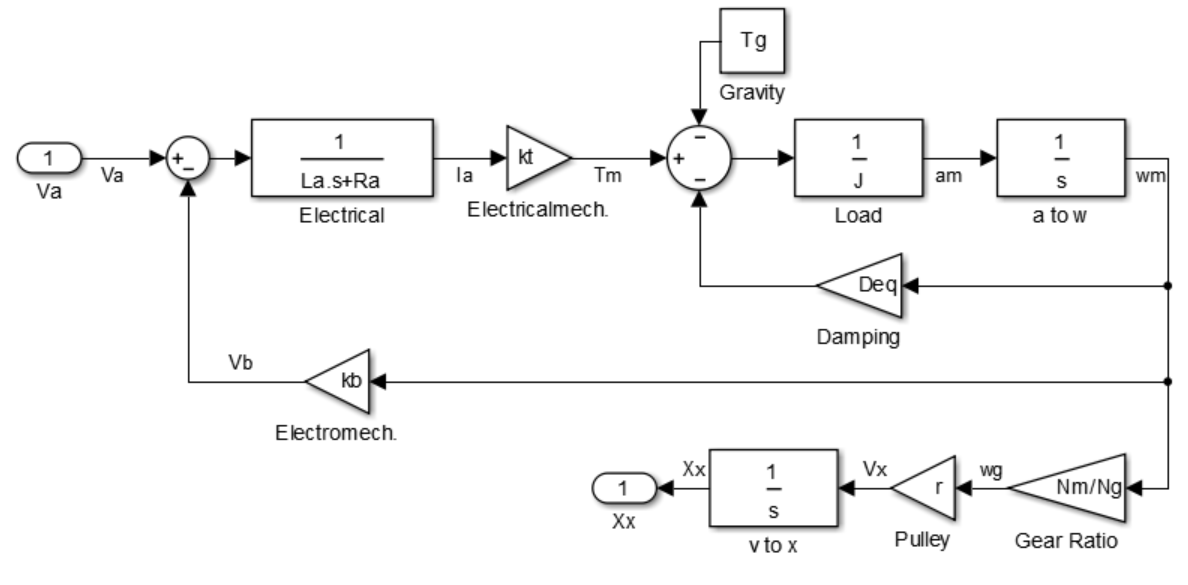 Tg
Gravity
1
Va
Va
+
−
1
La.s+Ra
Electrical
Ia
kt
Electricalmech.
Tm
−
+
−
1
J
Load
am
1
s
a to w
wm
Deq
Damping
Vb
kb
Electromech.
1
Xx
Xx
1
s
v to x
Vx
r
Pulley
wg
Nm/Ng
Gear Ratio